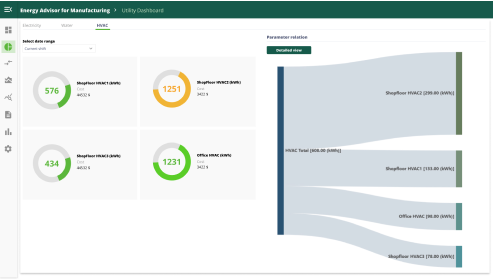 Energy Advisor for Manufacturing > Utility Dashboard
Electricity Water HVAC
Select date range
Current shift
Parameter relation
Detailed view
576
Shopfloor HVAC1 (kWh)
Cost
44532 $
1251
Shopfloor HVAC2 (kWh)
Cost
3422 $
434
Shopfloor HVAC3 (kWh)
Cost
44532 $
1231
Office HVAC (kWh)
Cost
3422 $
Shopfloor HVAC2 [299.00 (kWh)]
HVAC Total [606.00 (kWh)]
Shopfloor HVAC1 [133.00 (kWh)]
Office HVAC [98.00 (kWh)]
Shopfloor HVAC3 [78.00 (kWh)]